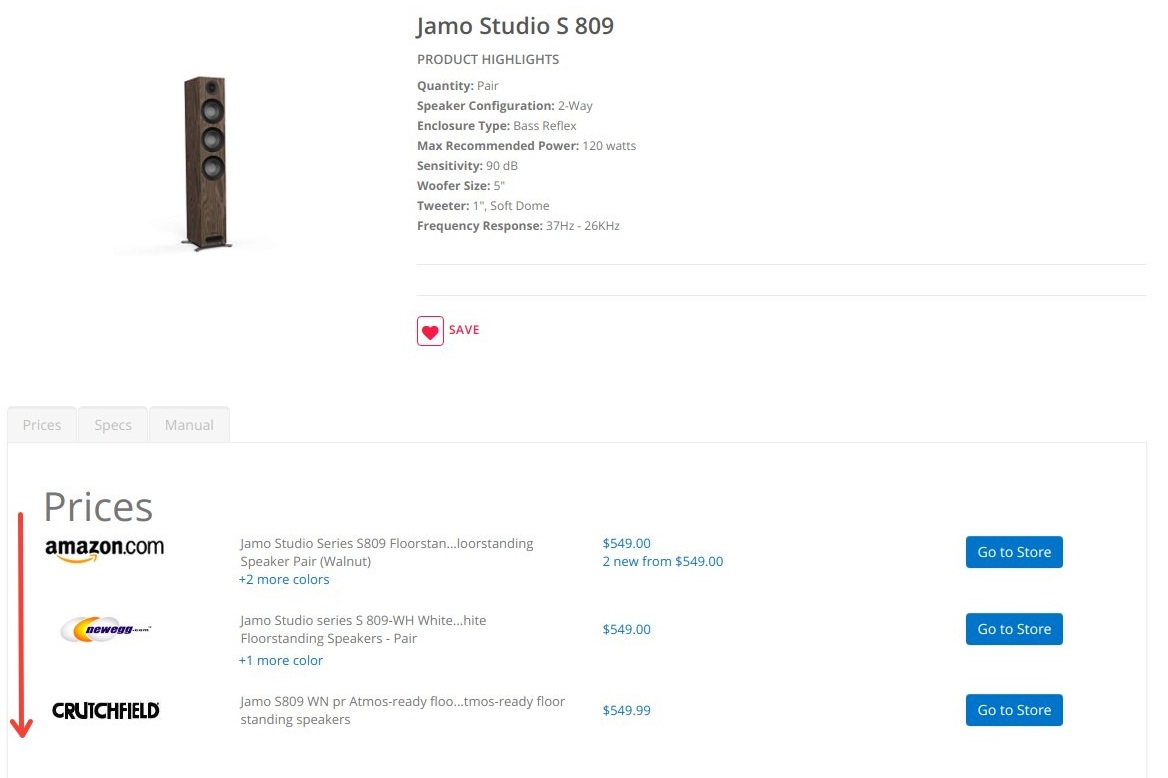 Jamo Studio S 809
PRODUCT HIGHLIGHTS
Quantity: Pair
Speaker Configuration: 2-Way
Enclosure Type: Bass Reflex
Max Recommended Power: 120 watts
Sensitivity: 90 dB
Woofer Size: 5"
Tweeter: 1", Soft Dome
Frequency Response: 37Hz - 26KHz
SAVE
Prices Specs Manual
Prices
amazon.com
Jamo Studio Series S809 Floorstan...loorstanding
Speaker Pair (Walnut)
+2 more colors
$549.00
2 new from $549.00
Go to Store
newegg.com
Jamo Studio series S 809-WH White...hite
Floorstanding Speakers - Pair
+1 more color
$549.00
Go to Store
CRUTCHFIELD
Jamo S809 WN pr Atmos-ready floo...tmos-ready floor
standing speakers
$549.99
Go to Store